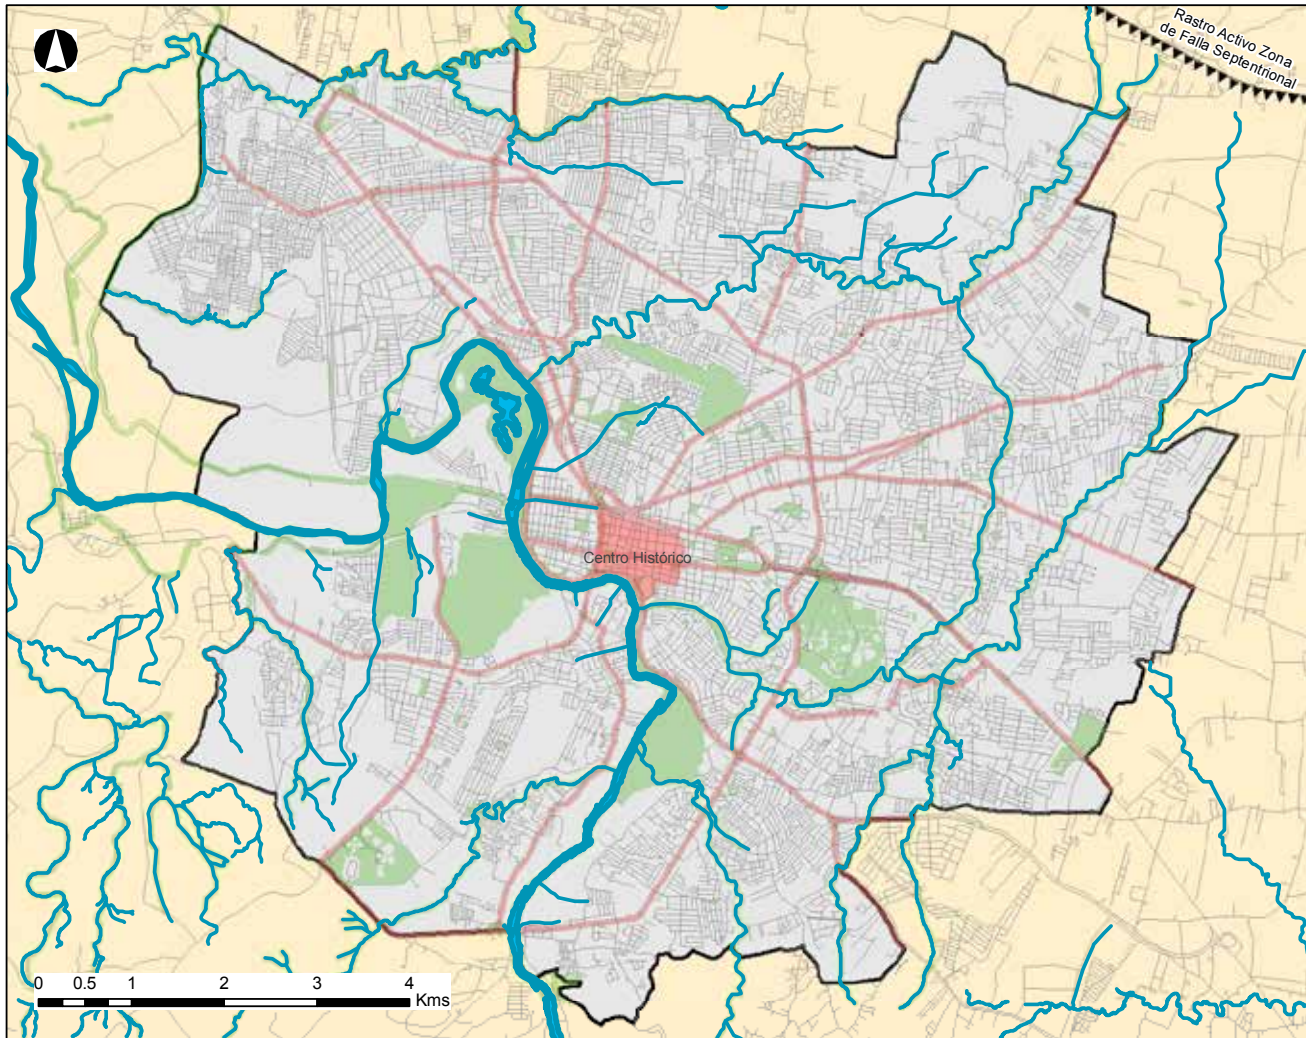 Rastro Activo Zona
de Falla Septentrional
Centro Histórico
0 0.5 1 2 3 4
Kms